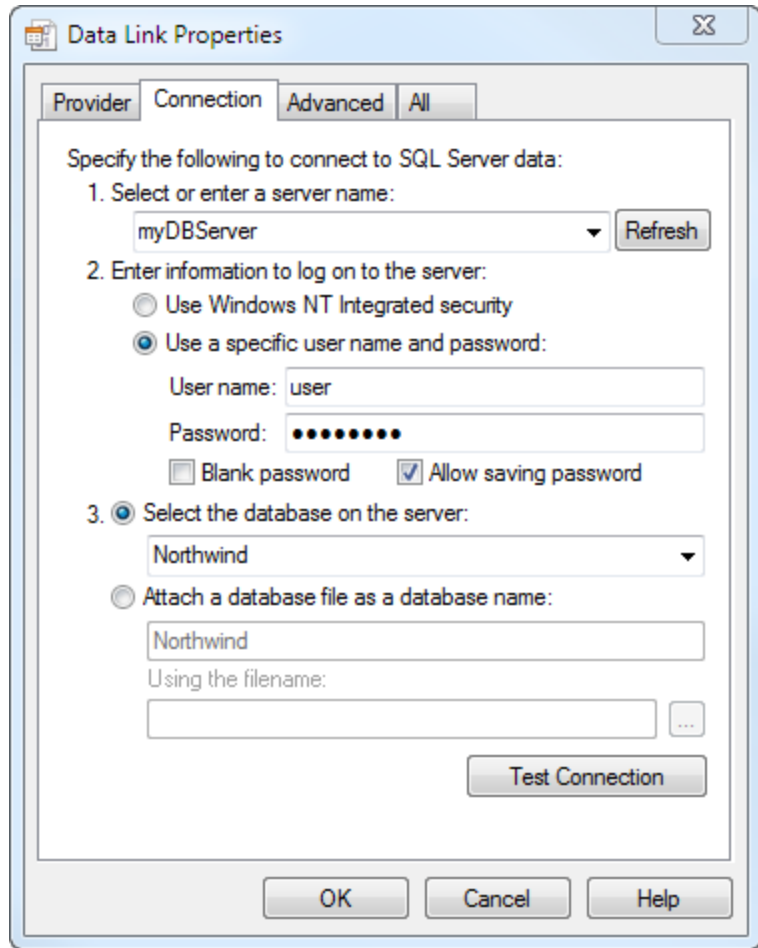 Data Link Properties
Provider Connection Advanced All
Specify the following to connect to SQL Server data:
1. Select or enter a server name:
myDBServer Refresh
2. Enter information to log on to the server:
Use Windows NT Integrated security
Use a specific user name and password:
User name: user
Password: ●●●●●●●●
Blank password Allow saving password
3. Select the database on the server:
Northwind
Attach a database file as a database name:
Northwind
Using the filename:
...
Test Connection
OK Cancel Help